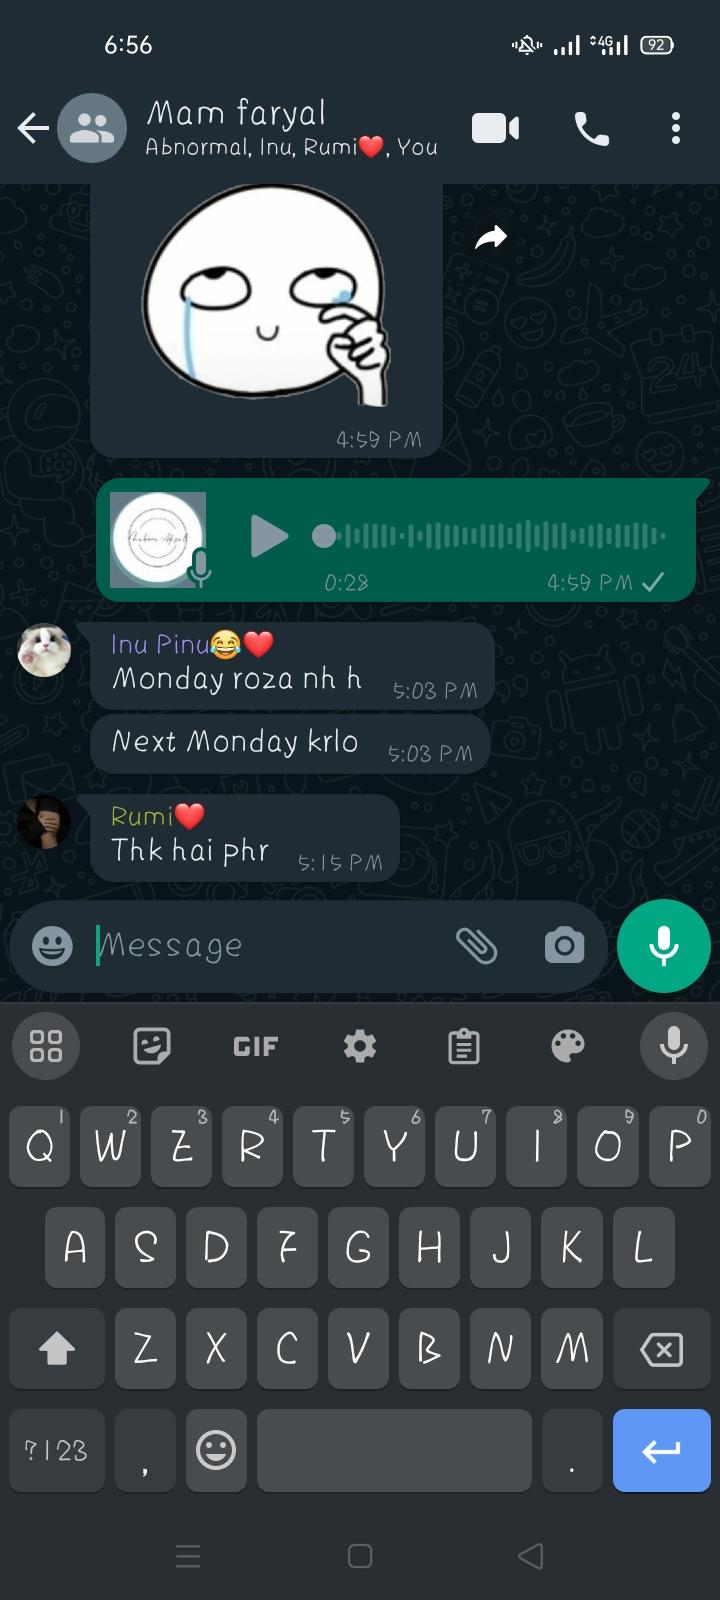 6:56
4G
92
Mam faryal
Abnormal, Inu, Rumi❤️, You
4:59 PM
0:28
4:59 PM
Inu Pinu😂❤️
Monday roza nh h
5:03 PM
Next Monday krlo
5:03 PM
Rumi❤️
Thk hai phr
5:15 PM
Message
GIF
1 2 3 4 5 6 7 8 9 0
Q W E R T Y U I O P
A S D F G H J K L
Z X C V B N M
?123 , .